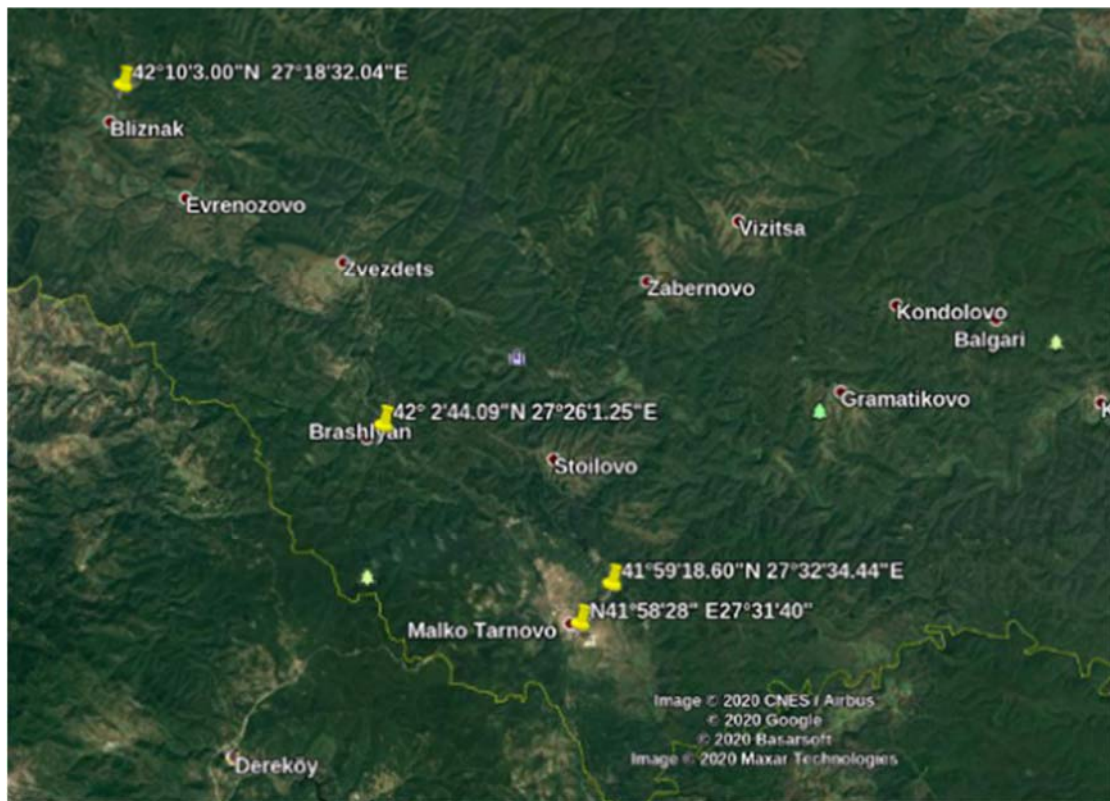 42°10'3.00"N  27°18'32.04"E
Bliznak
Evrenozovo
Vizitsa
Zvezdets
Zabernovo
Kondolovo
Balgari
Gramatikovo
42° 2'44.09"N 27°26'1.25"E
Brashlyan
Stoilovo
41°59'18.60"N 27°32'34.44"E
N41°58'28" E27°31'40"
Malko Tarnovo
Image © 2020 CNES / Airbus
© 2020 Google
© 2020 Basarsoft
Image © 2020 Maxar Technologies
Dereköy